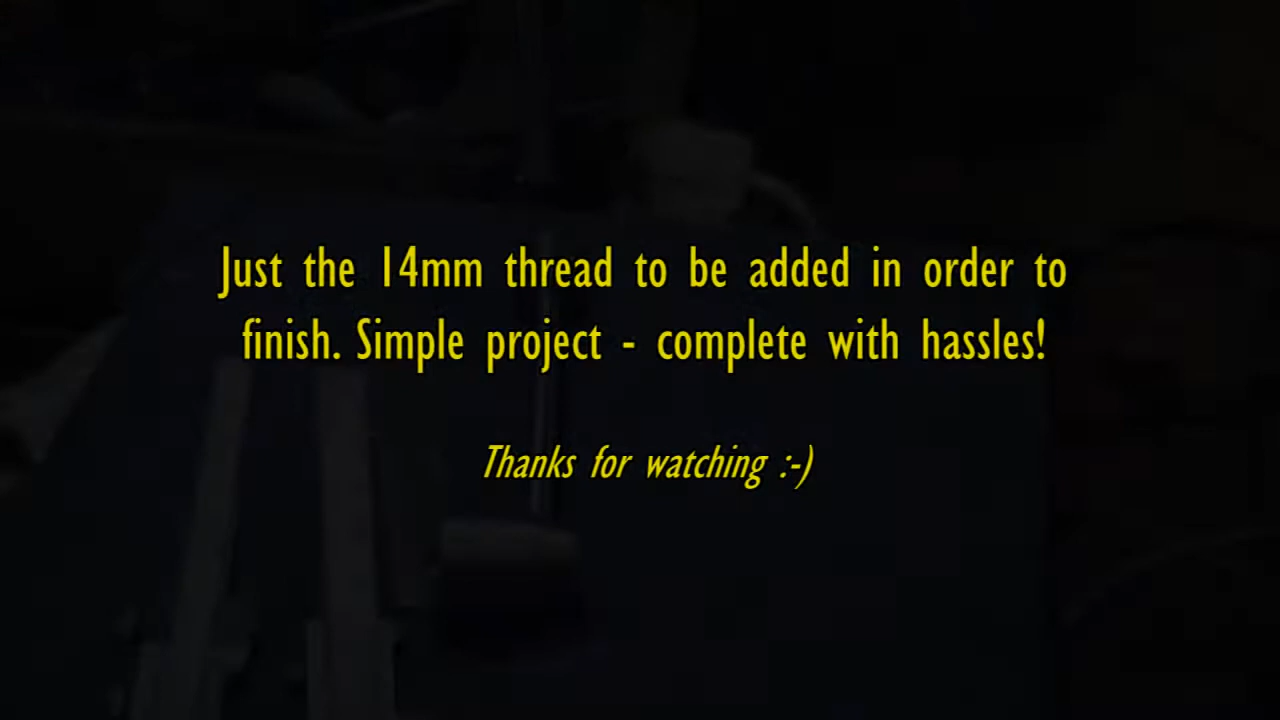 Just the 14mm thread to be added in order to
finish. Simple project - complete with hassles!
Thanks for watching :-)